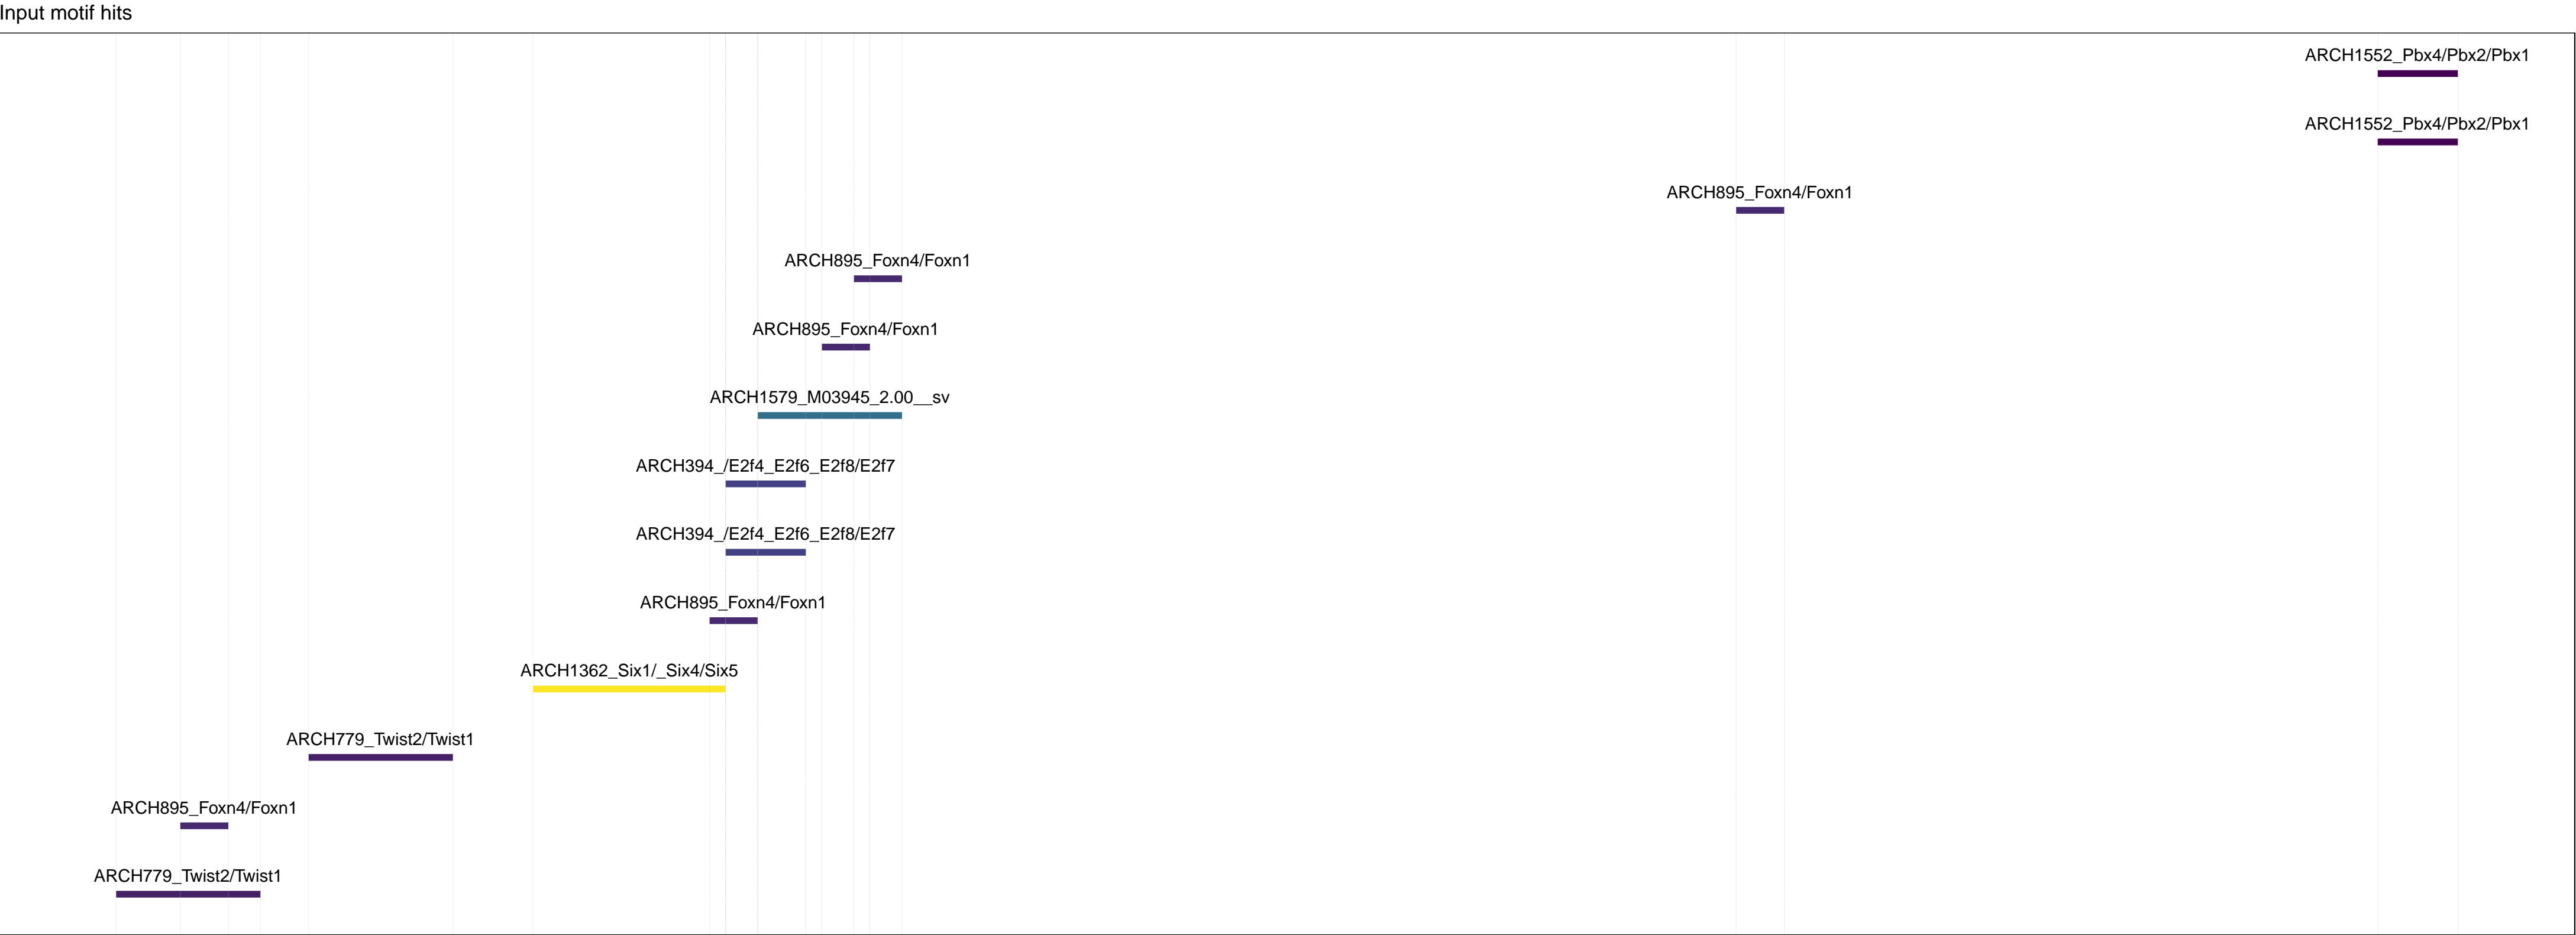 Input motif hits
ARCH1552_Pbx4/Pbx2/Pbx1
ARCH1552_Pbx4/Pbx2/Pbx1
ARCH895_Foxn4/Foxn1
ARCH895_Foxn4/Foxn1
ARCH895_Foxn4/Foxn1
ARCH1579_M03945_2.00__sv
ARCH394_/E2f4_E2f6_E2f8/E2f7
ARCH394_/E2f4_E2f6_E2f8/E2f7
ARCH895_Foxn4/Foxn1
ARCH1362_Six1/_Six4/Six5
ARCH779_Twist2/Twist1
ARCH895_Foxn4/Foxn1
ARCH779_Twist2/Twist1